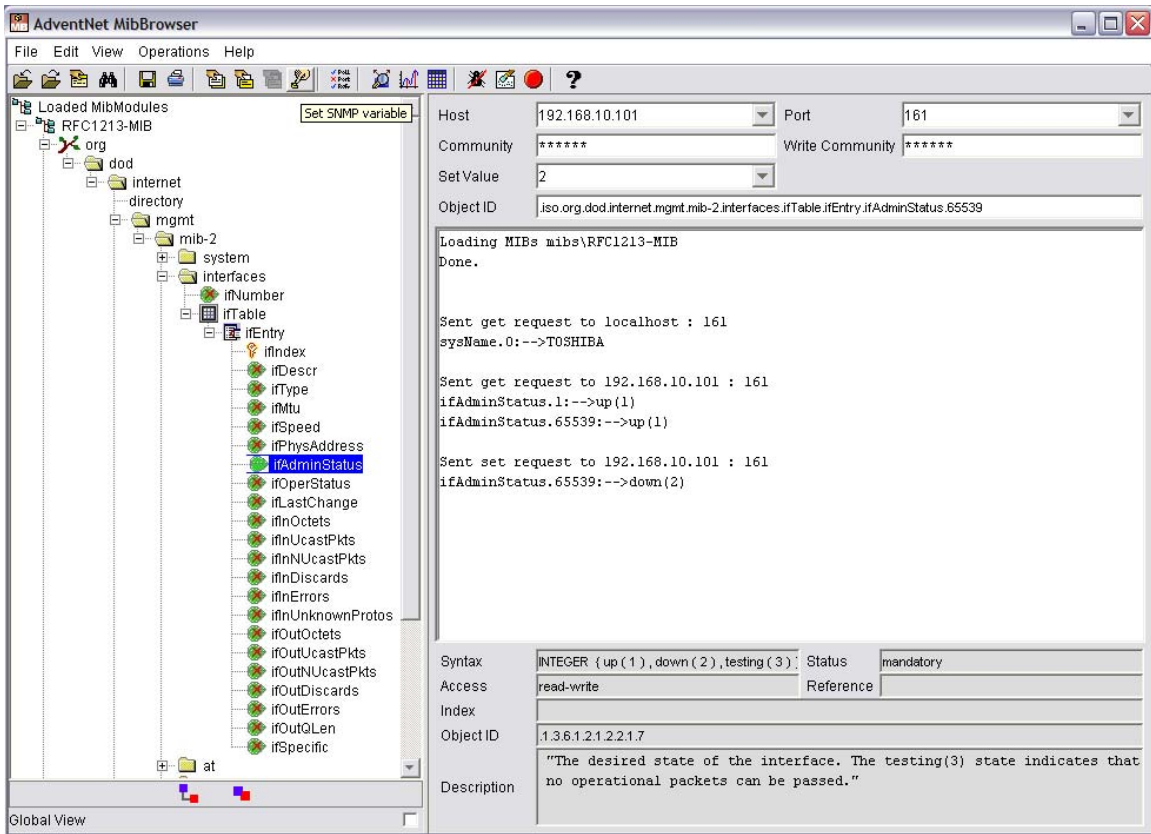 AdventNet MibBrowser
File Edit View Operations Help
Loaded MibModules
Set SNMP variable
RFC1213-MIB
org
dod
internet
directory
mgmt
mib-2
system
interfaces
ifNumber
ifTable
ifEntry
ifIndex
ifDescr
ifType
ifMtu
ifSpeed
ifPhysAddress
ifAdminStatus
ifOperStatus
ifLastChange
ifInOctets
ifInUcastPkts
ifInNUcastPkts
ifInDiscards
ifInErrors
ifInUnknownProtos
ifOutOctets
ifOutUcastPkts
ifOutNUcastPkts
ifOutDiscards
ifOutErrors
ifOutQLen
ifSpecific
at
Global View
Host 192.168.10.101 Port 161
Community ****** Write Community ******
Set Value 2
Object ID .iso.org.dod.internet.mgmt.mib-2.interfaces.ifTable.ifEntry.ifAdminStatus.65539
Loading MIBs mibs\RFC1213-MIB
Done.
Sent get request to localhost : 161
sysName.0:-->TOSHIBA
Sent get request to 192.168.10.101 : 161
ifAdminStatus.1:-->up(1)
ifAdminStatus.65539:-->up(1)
Sent set request to 192.168.10.101 : 161
ifAdminStatus.65539:-->down(2)
Syntax INTEGER { up ( 1 ) , down ( 2 ) , testing ( 3 ) Status mandatory
Access read-write Reference
Index
Object ID .1.3.6.1.2.1.2.2.1.7
Description "The desired state of the interface. The testing(3) state indicates that
no operational packets can be passed."